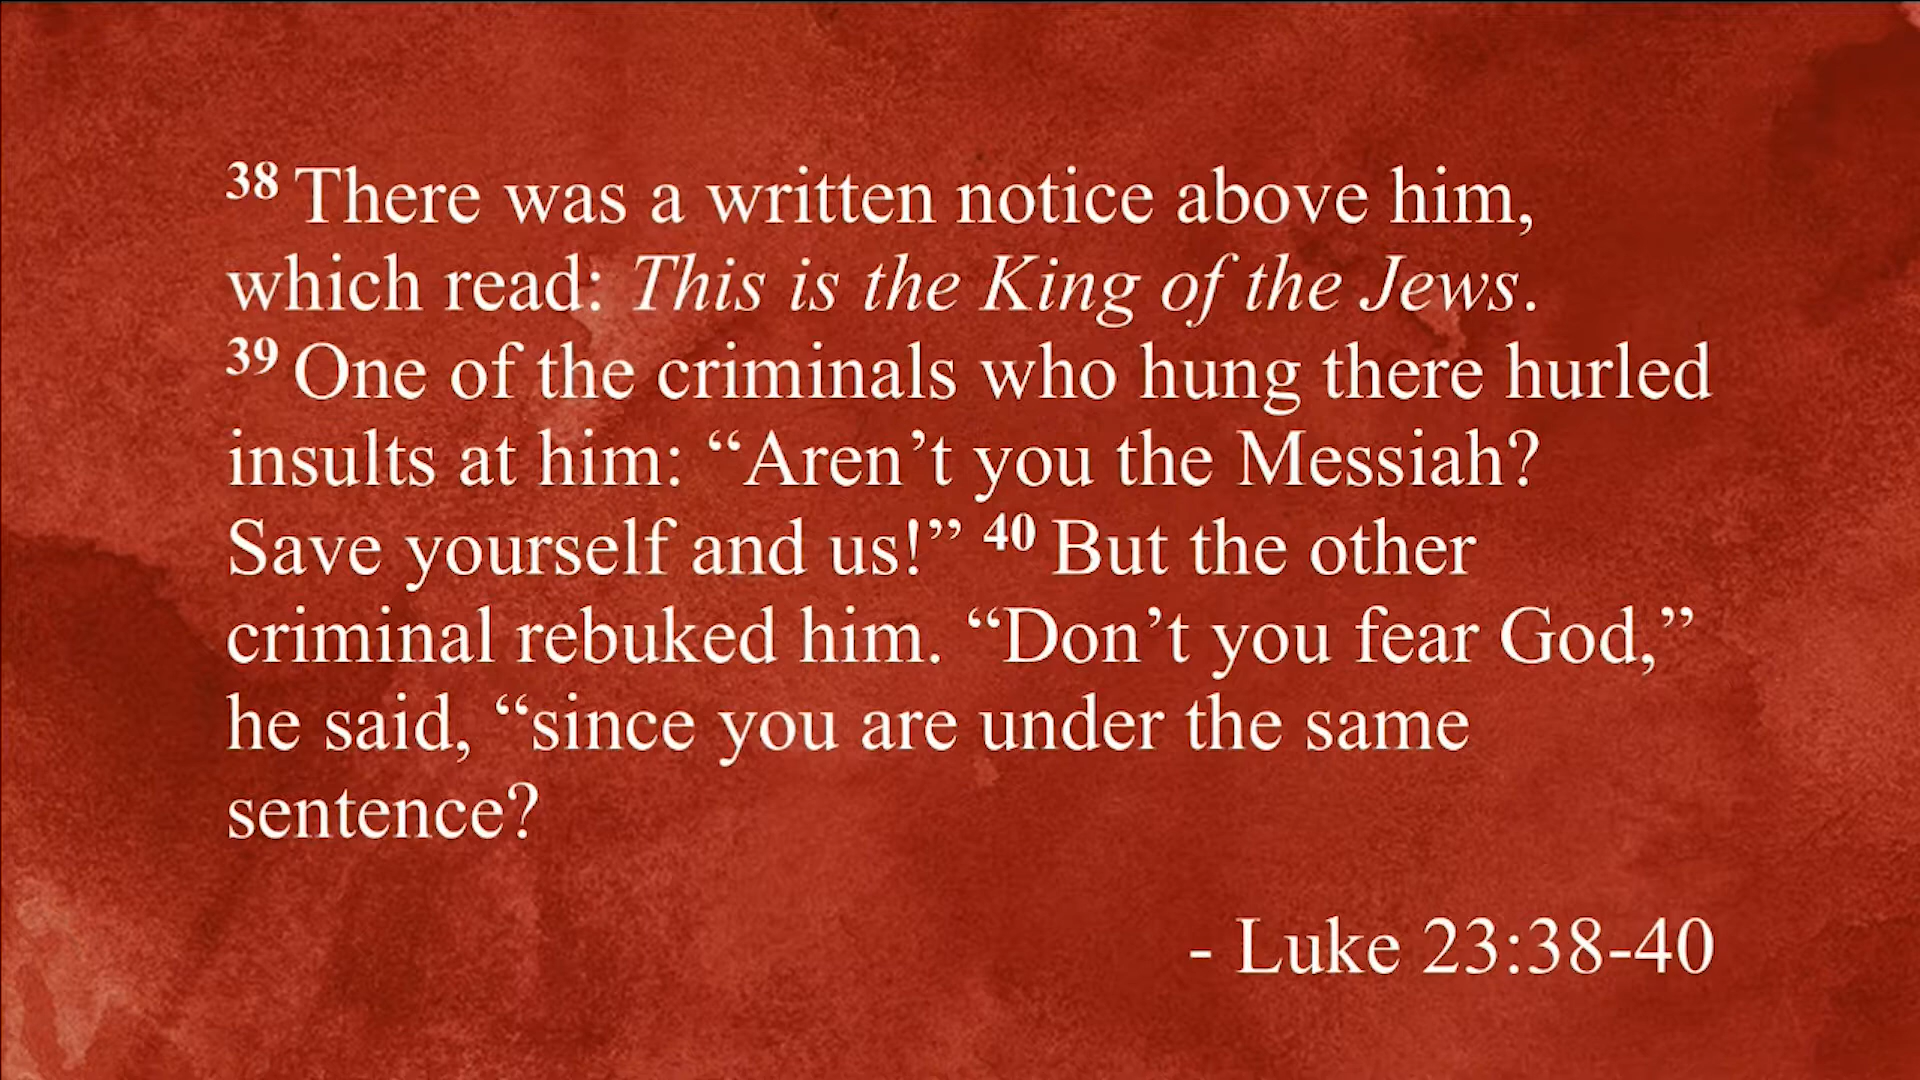 38 There was a written notice above him,
which read: This is the King of the Jews.
39 One of the criminals who hung there hurled
insults at him: “Aren’t you the Messiah?
Save yourself and us!” 40 But the other
criminal rebuked him. “Don’t you fear God,”
he said, “since you are under the same
sentence?
- Luke 23:38-40